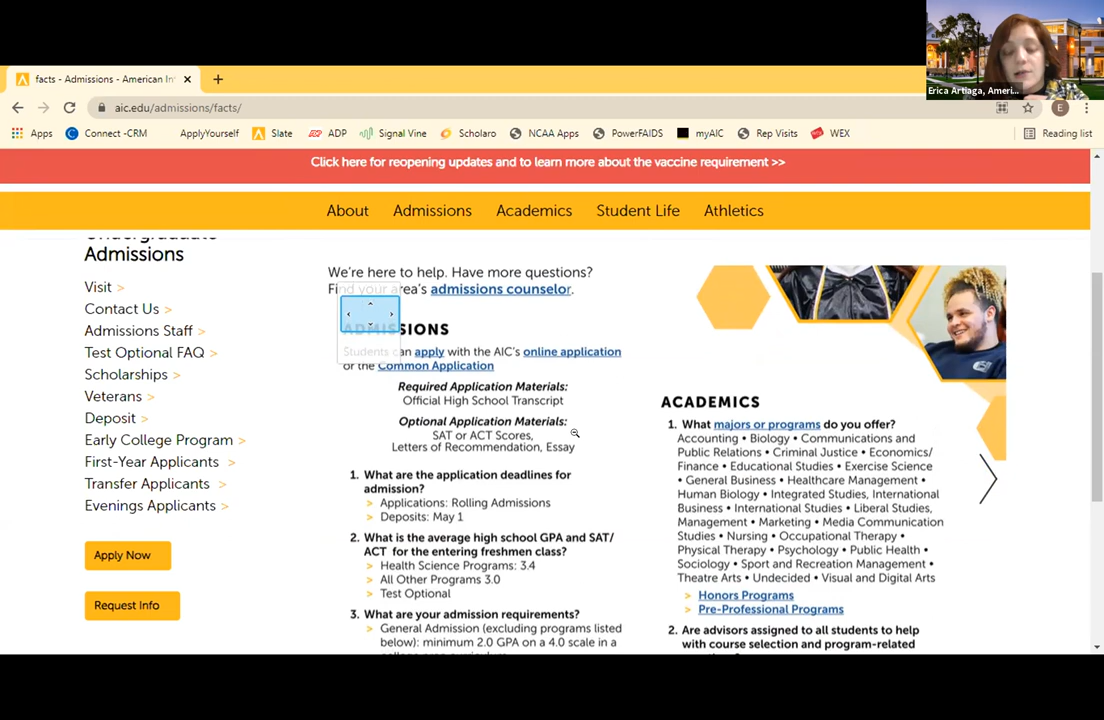 facts - Admissions - American In
aic.edu/admissions/facts/
Apps Connect -CRM ApplyYourself Slate ADP Signal Vine Scholaro NCAA Apps PowerFAIDS myAIC Rep Visits WEX Reading list
Erica Artiaga, Ameri...
E
Click here for reopening updates and to learn more about the vaccine requirement >>
About Admissions Academics Student Life Athletics
Undergraduate
Admissions
Visit >
Contact Us >
Admissions Staff >
Test Optional FAQ >
Scholarships >
Veterans >
Deposit >
Early College Program >
First-Year Applicants >
Transfer Applicants >
Evenings Applicants >
Apply Now
Request Info
We're here to help. Have more questions?
Find your area's admissions counselor.
ADMISSIONS
Students can apply with the AIC's online application
or the Common Application
Required Application Materials:
Official High School Transcript
Optional Application Materials:
SAT or ACT Scores,
Letters of Recommendation, Essay
1. What are the application deadlines for
admission?
> Applications: Rolling Admissions
> Deposits: May 1
2. What is the average high school GPA and SAT/
ACT for the entering freshmen class?
> Health Science Programs: 3.4
> All Other Programs 3.0
> Test Optional
3. What are your admission requirements?
> General Admission (excluding programs listed
below): minimum 2.0 GPA on a 4.0 scale in a
ACADEMICS
1. What majors or programs do you offer?
Accounting • Biology • Communications and
Public Relations • Criminal Justice • Economics/
Finance • Educational Studies • Exercise Science
• General Business • Healthcare Management •
Human Biology • Integrated Studies, International
Business • International Studies • Liberal Studies,
Management • Marketing • Media Communication
Studies • Nursing • Occupational Therapy •
Physical Therapy • Psychology • Public Health •
Sociology • Sport and Recreation Management •
Theatre Arts • Undecided • Visual and Digital Arts
> Honors Programs
> Pre-Professional Programs
2. Are advisors assigned to all students to help
with course selection and program-related